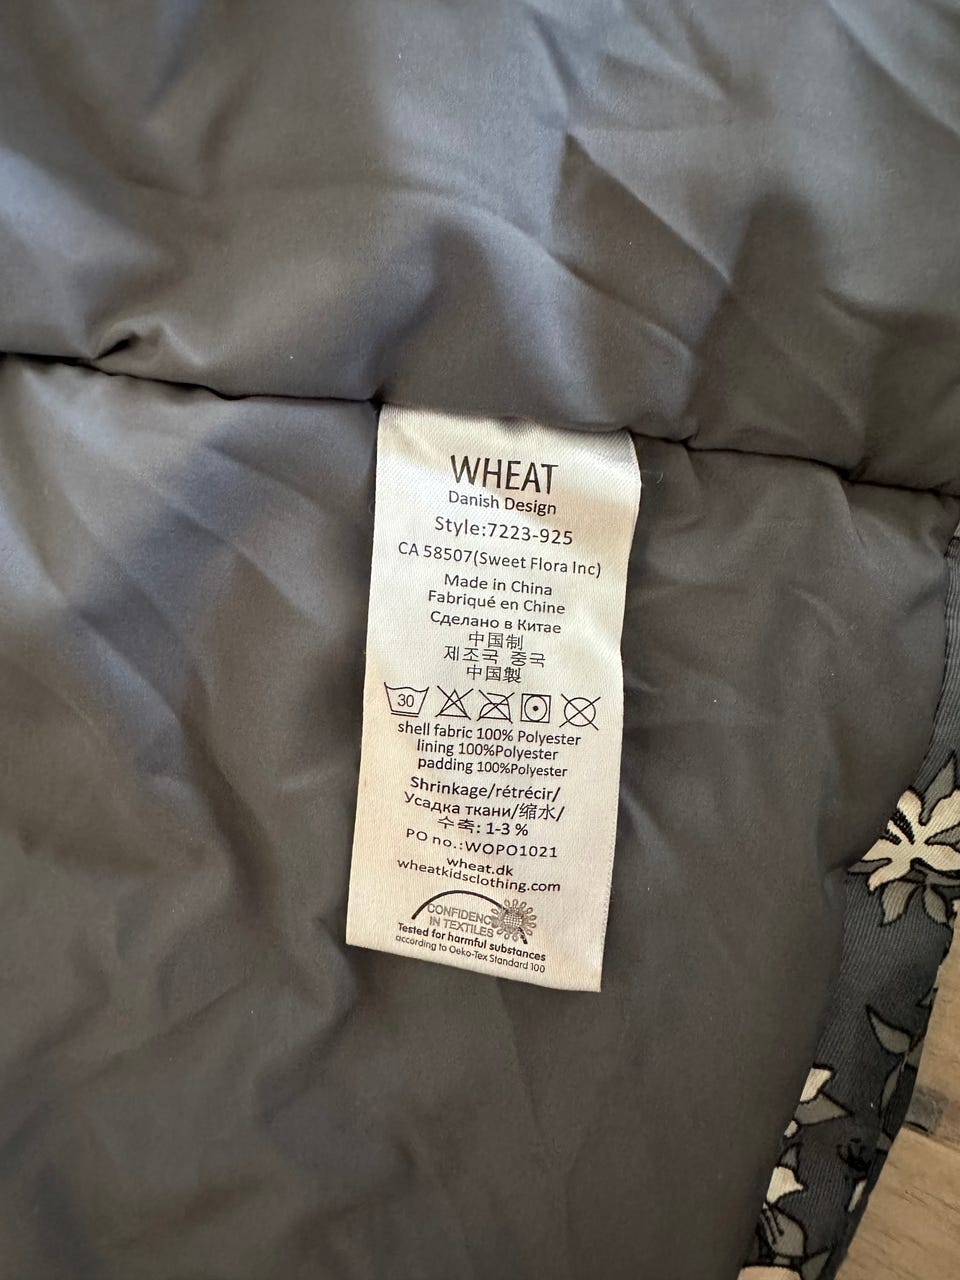 WHEAT
Danish Design
Style:7223-925
CA 58507(Sweet Flora Inc)
Made in China
Fabriqué en Chine
Сделано в Китае
中国制
제조국 중국
中国製
30
shell fabric 100% Polyester
lining 100%Polyester
padding 100%Polyester
Shrinkage/rétrécir/
Усадка ткани/缩水/
수축: 1-3 %
PO no.:WOPO1021
wheat.dk
wheatkidsclothing.com
CONFIDENC
IN TEXTILES
Tested for harmful substances
according to Oeko-Tex Standard 100